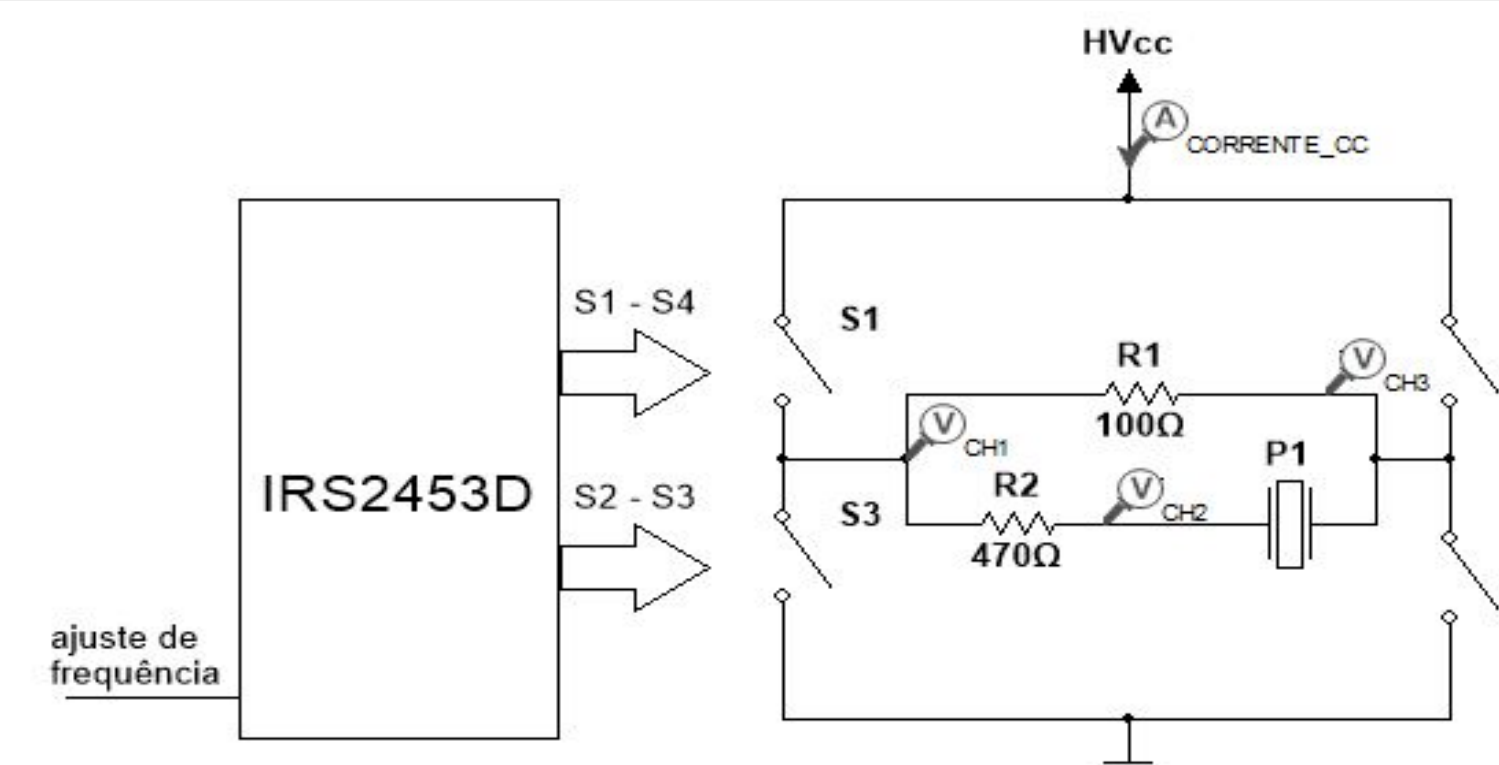 HVcc
A
CORRENTE_CC
S1 - S4
S1
R1
100Ω
V
CH3
V
CH1
P1
IRS2453D
S2 - S3
S3
R2
470Ω
V
CH2
ajuste de
frequência